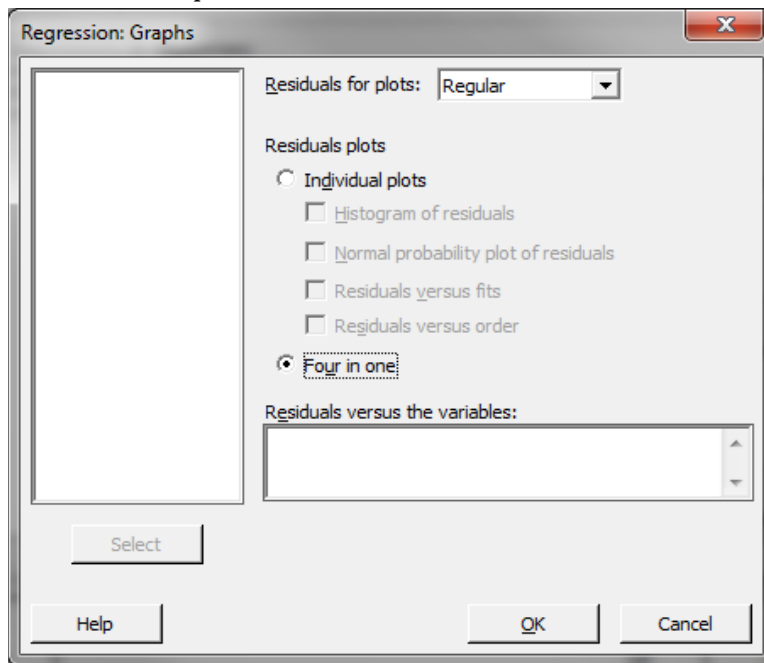 Regression: Graphs
Residuals for plots: Regular
Residuals plots
Individual plots
Histogram of residuals
Normal probability plot of residuals
Residuals versus fits
Residuals versus order
Four in one
Residuals versus the variables:
Select
Help OK Cancel